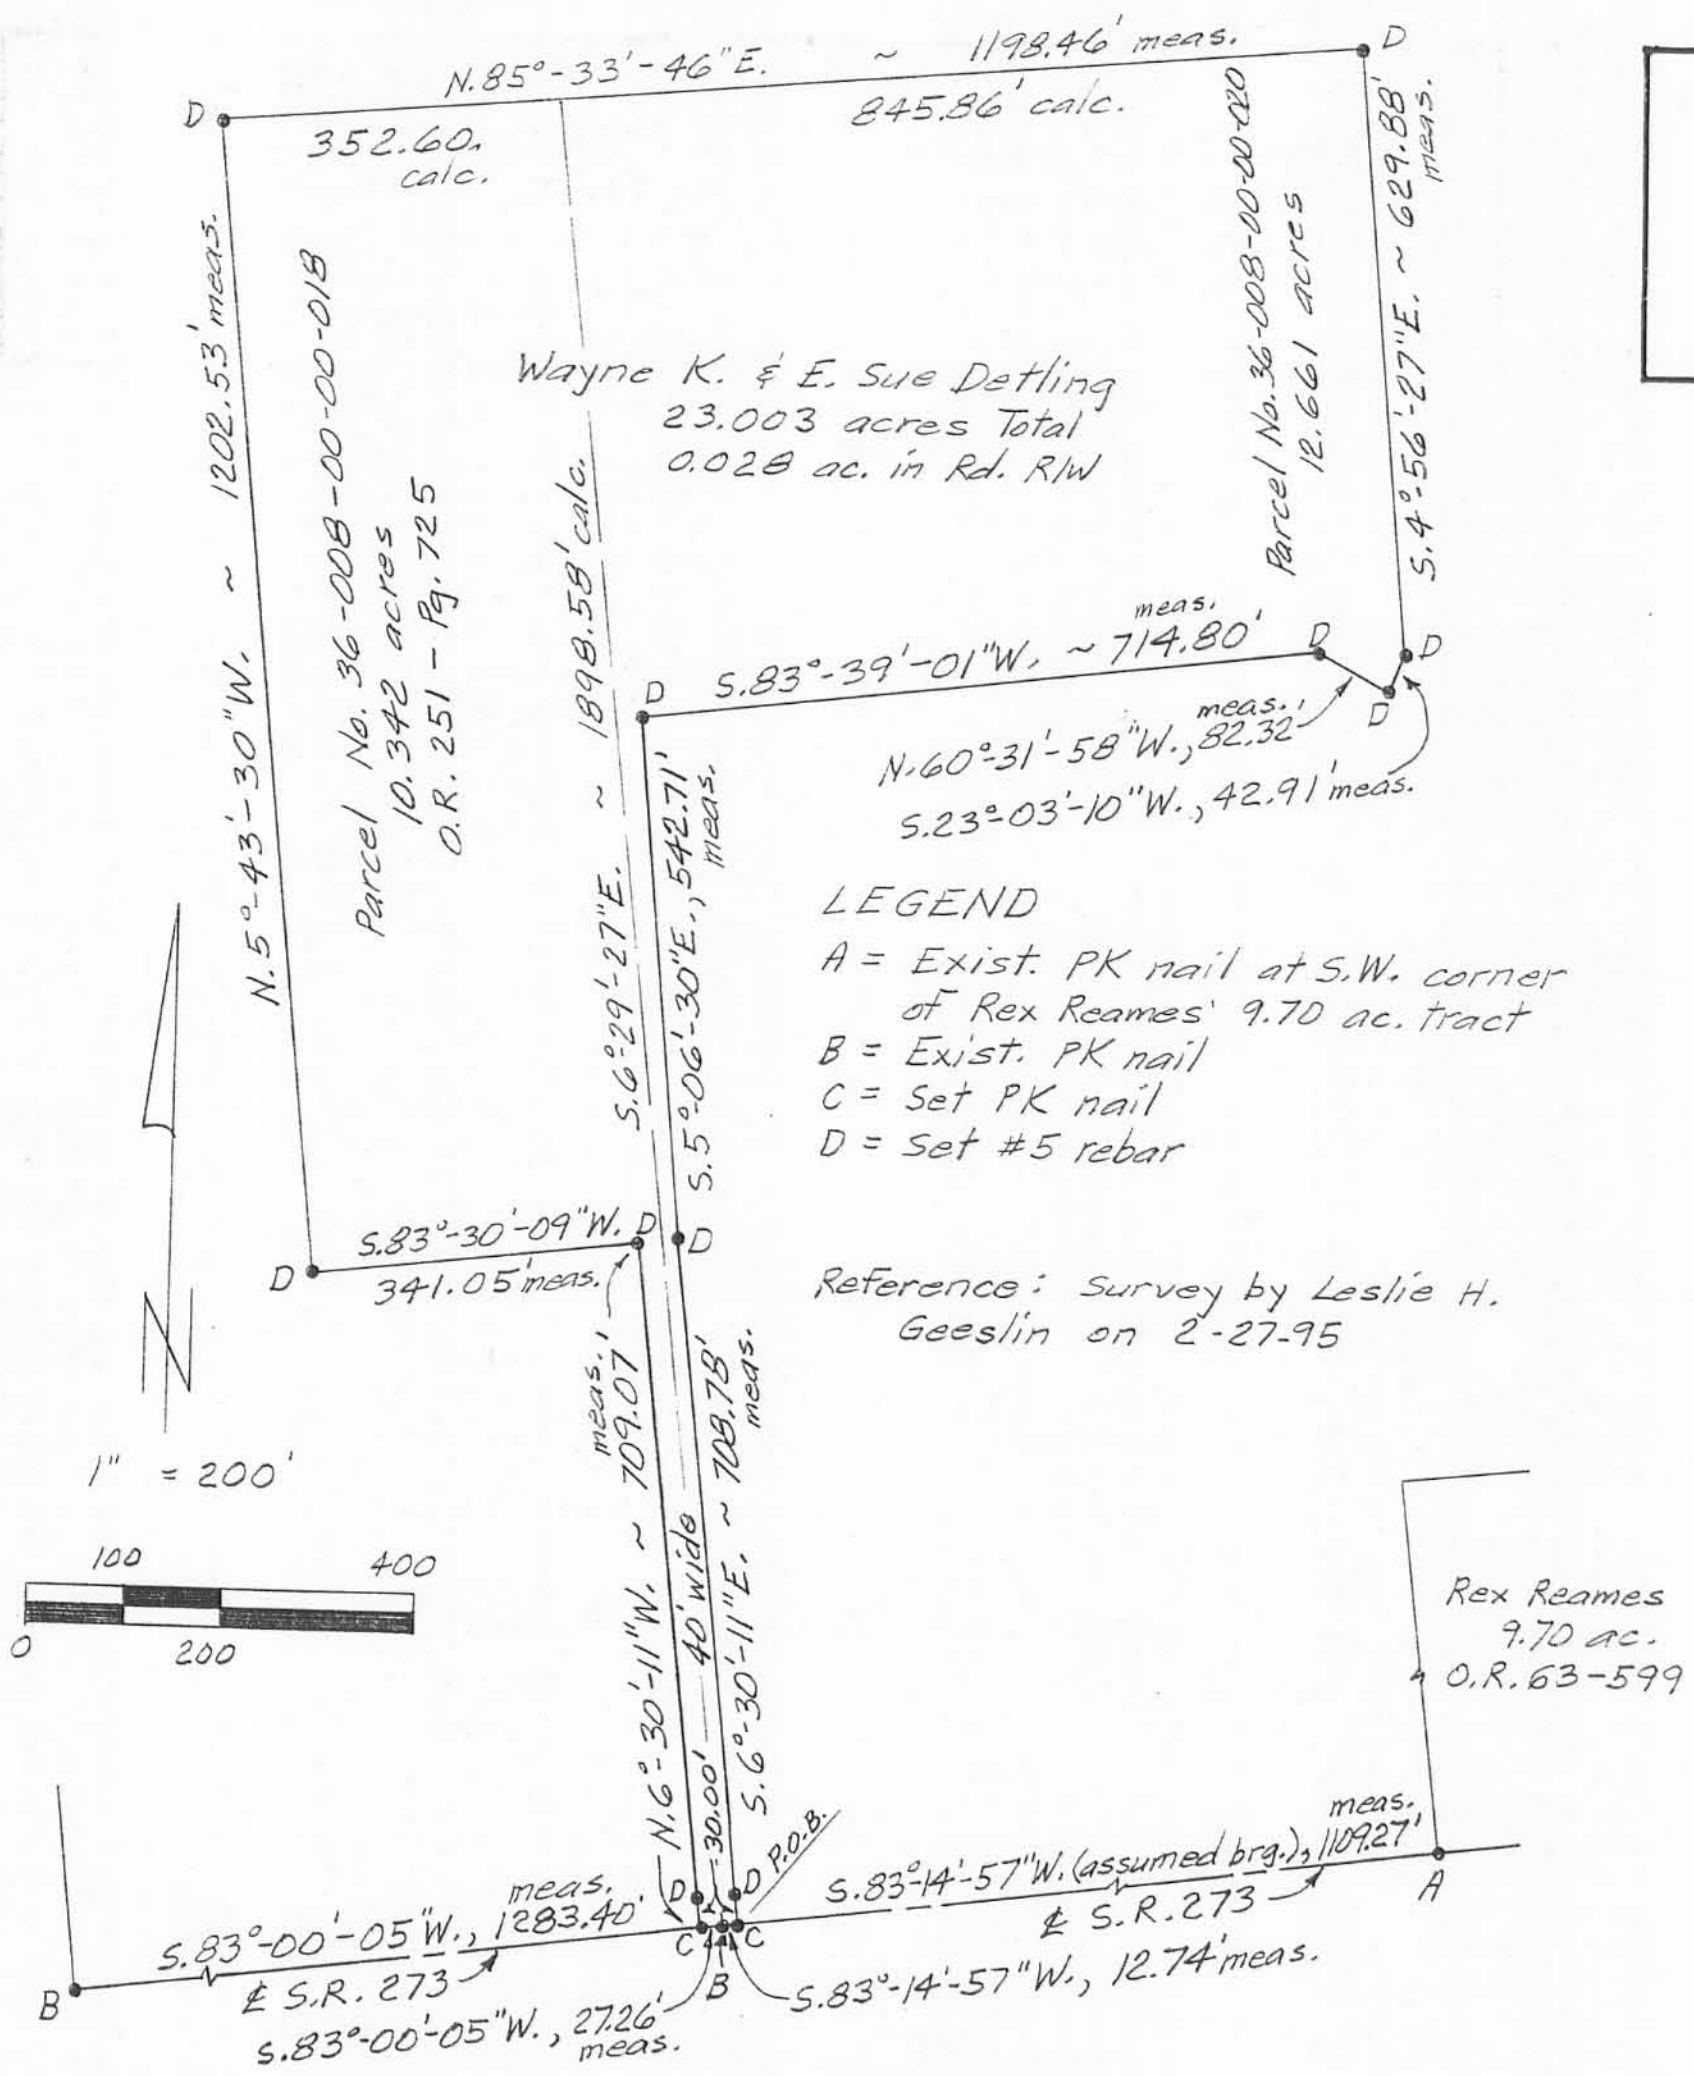 N.85°-33'-46"E. ~ 1198.46' meas.
D
D
352.60'
calc.
845.86' calc.
N.5°-43'-30"W. ~ 1202.53' meas.
Parcel No. 36-008-00-00-018
10.342 acres
O.R. 251 - Pg. 725
S.6°-29'-27"E. ~ 1898.58' calc.
Wayne K. & E. Sue Detling
23.003 acres Total
0.028 ac. in Rd. R/W
Parcel No. 36-008-00-00-020
12.661 acres
S.4°-56'-27"E. ~ 629.88'
meas.
meas.
S.83°-39'-01"W. ~ 714.80'
D
D
D
D
meas.
N.60°-31'-58"W., 82.32'
S.23°-03'-10"W., 42.91' meas.
S.5°-06'-30"E., 542.71'
meas.
LEGEND
A = Exist. PK nail at S.W. corner
of Rex Reames' 9.70 ac. tract
B = Exist. PK nail
C = Set PK nail
D = Set #5 rebar
S.83°-30'-09"W.
341.05' meas.
D
D
D
Reference: Survey by Leslie H.
Geeslin on 2-27-95
N
1" = 200'
100 400
0 200
N.6°-30'-11"W. ~ 709.07'
meas.
40' wide
30.00'
S.6°-30'-11"E. ~ 708.78'
meas.
Rex Reames
9.70 ac.
O.R. 63-599
P.O.B.
D
D
meas.
S.83°-14'-57"W. (assumed brg.), 1109.27'
℄ S.R. 273
A
meas.
S.83°-00'-05"W., 1283.40'
℄ S.R. 273
B
C
B
C
S.83°-14'-57"W., 12.74' meas.
S.83°-00'-05"W., 27.26'
meas.